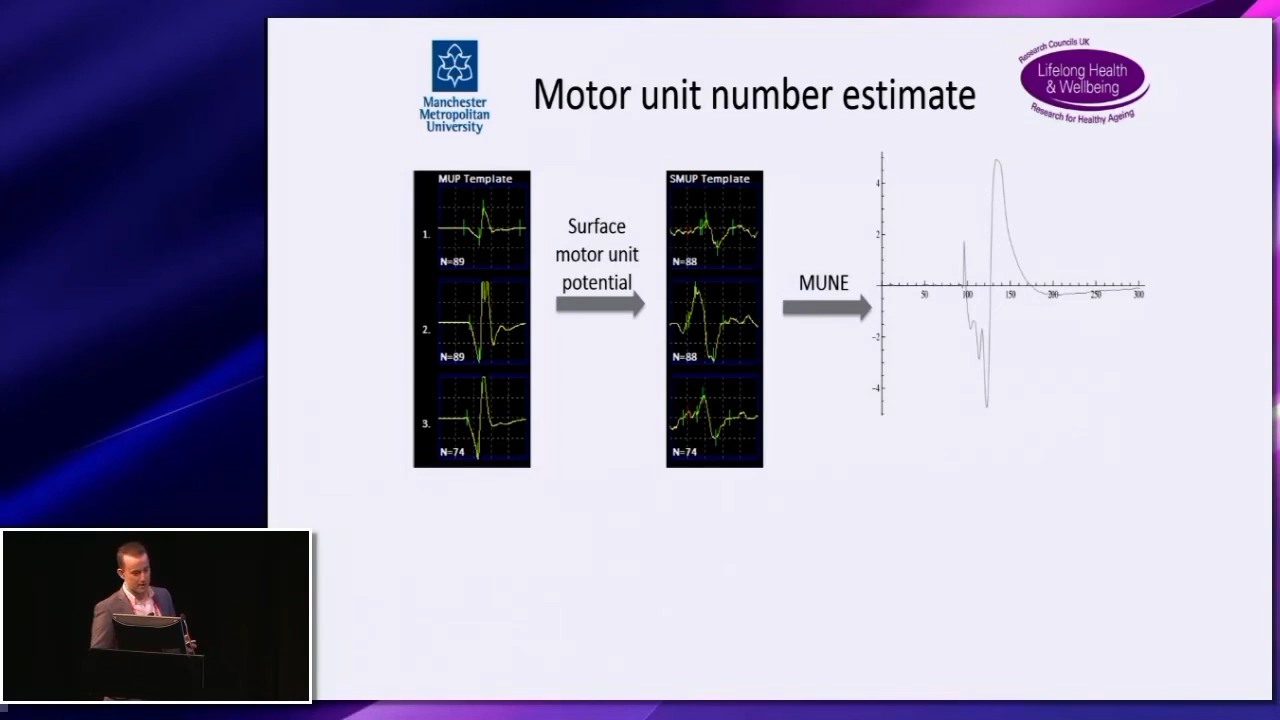 Manchester
Metropolitan
University
Motor unit number estimate
Research Councils UK
Lifelong Health
& Wellbeing
Research for Healthy Ageing
MUP Template
1.
N=89
2.
N=89
3.
N=74
Surface
motor unit
potential
SMUP Template
N=88
N=88
N=74
MUNE
4
2
-2
-4
50
100
150
200
250
300